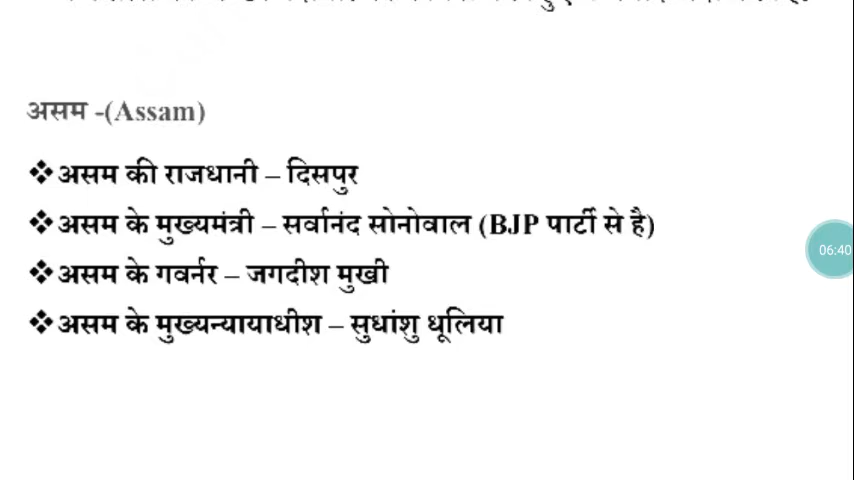 असम -(Assam)
❖असम की राजधानी – दिसपुर
❖असम के मुख्यमंत्री – सर्वानंद सोनोवाल (BJP पार्टी से है)
06:40
❖असम के गवर्नर – जगदीश मुखी
❖असम के मुख्यन्यायाधीश – सुधांशु धूलिया